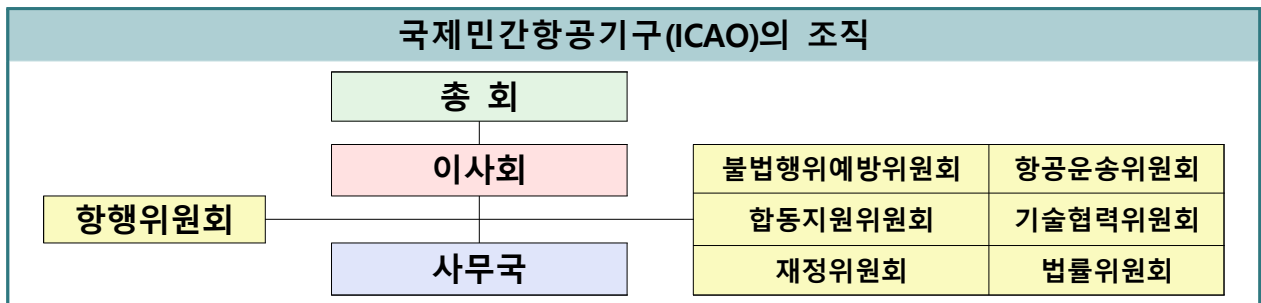 국제민간항공기구(ICAO)의 조직
총 회
이사회
불법행위예방위원회 항공운송위원회
항행위원회
합동지원위원회 기술협력위원회
사무국
재정위원회 법률위원회